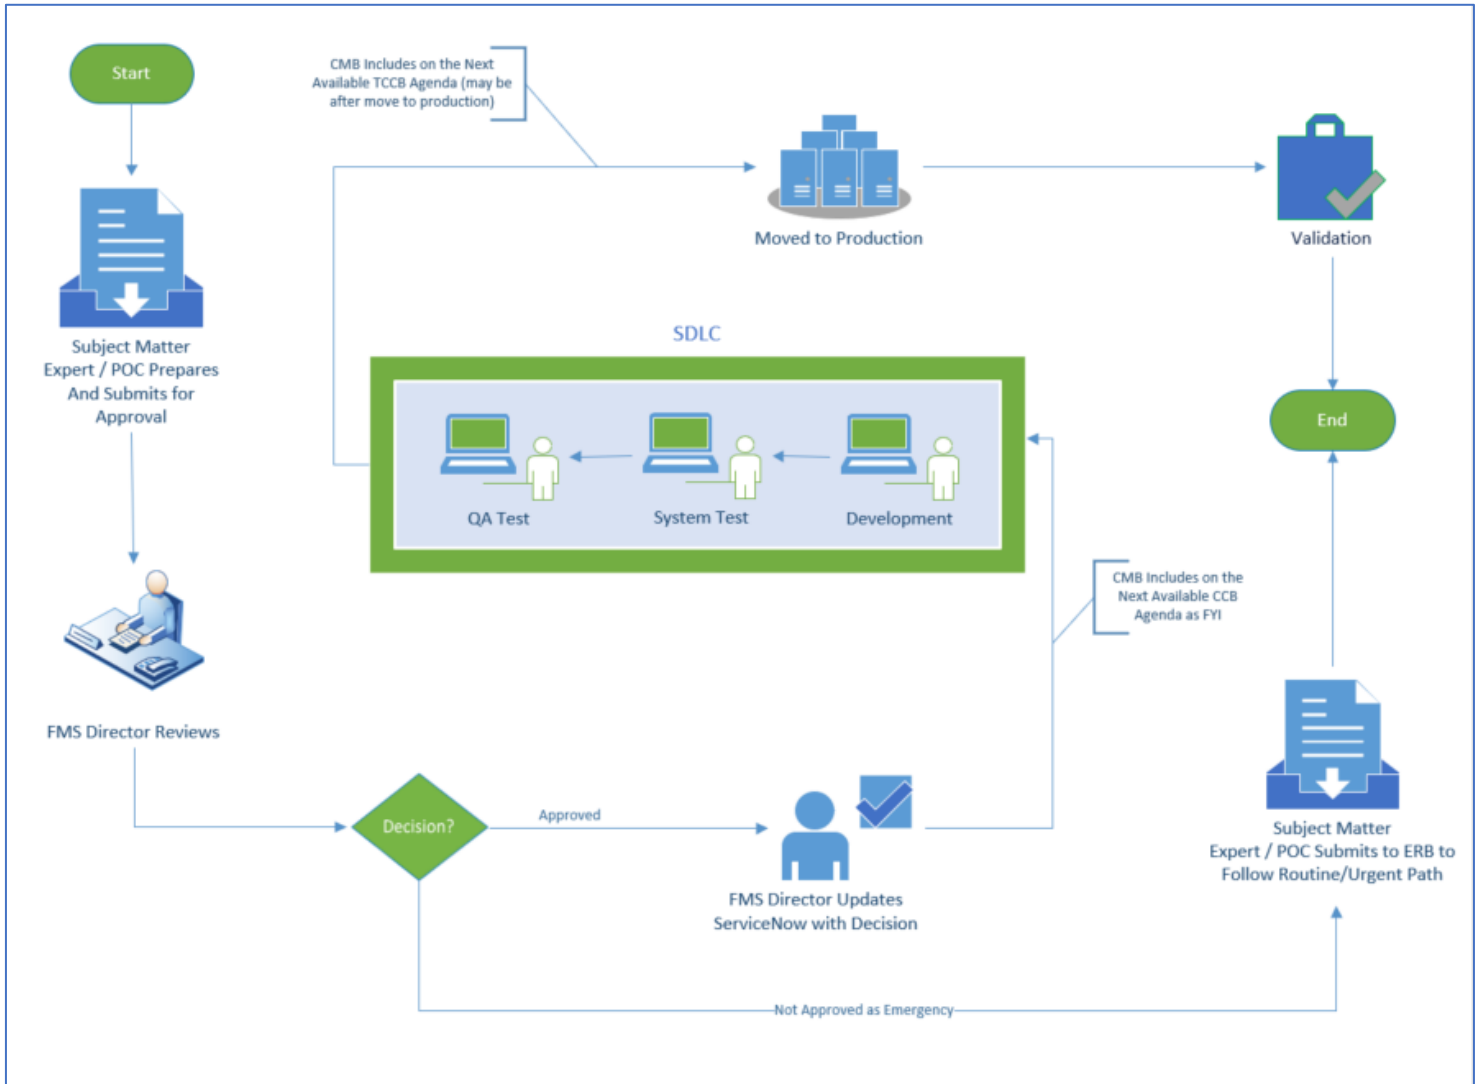 Start
CMB Includes on the Next
Available TCCB Agenda (may be
after move to production)
Moved to Production
Validation
Subject Matter
Expert / POC Prepares
And Submits for
Approval
SDLC
QA Test
System Test
Development
End
CMB Includes on the
Next Available CCB
Agenda as FYI
FMS Director Reviews
Decision?
Approved
FMS Director Updates
ServiceNow with Decision
Subject Matter
Expert / POC Submits to ERB to
Follow Routine/Urgent Path
Not Approved as Emergency